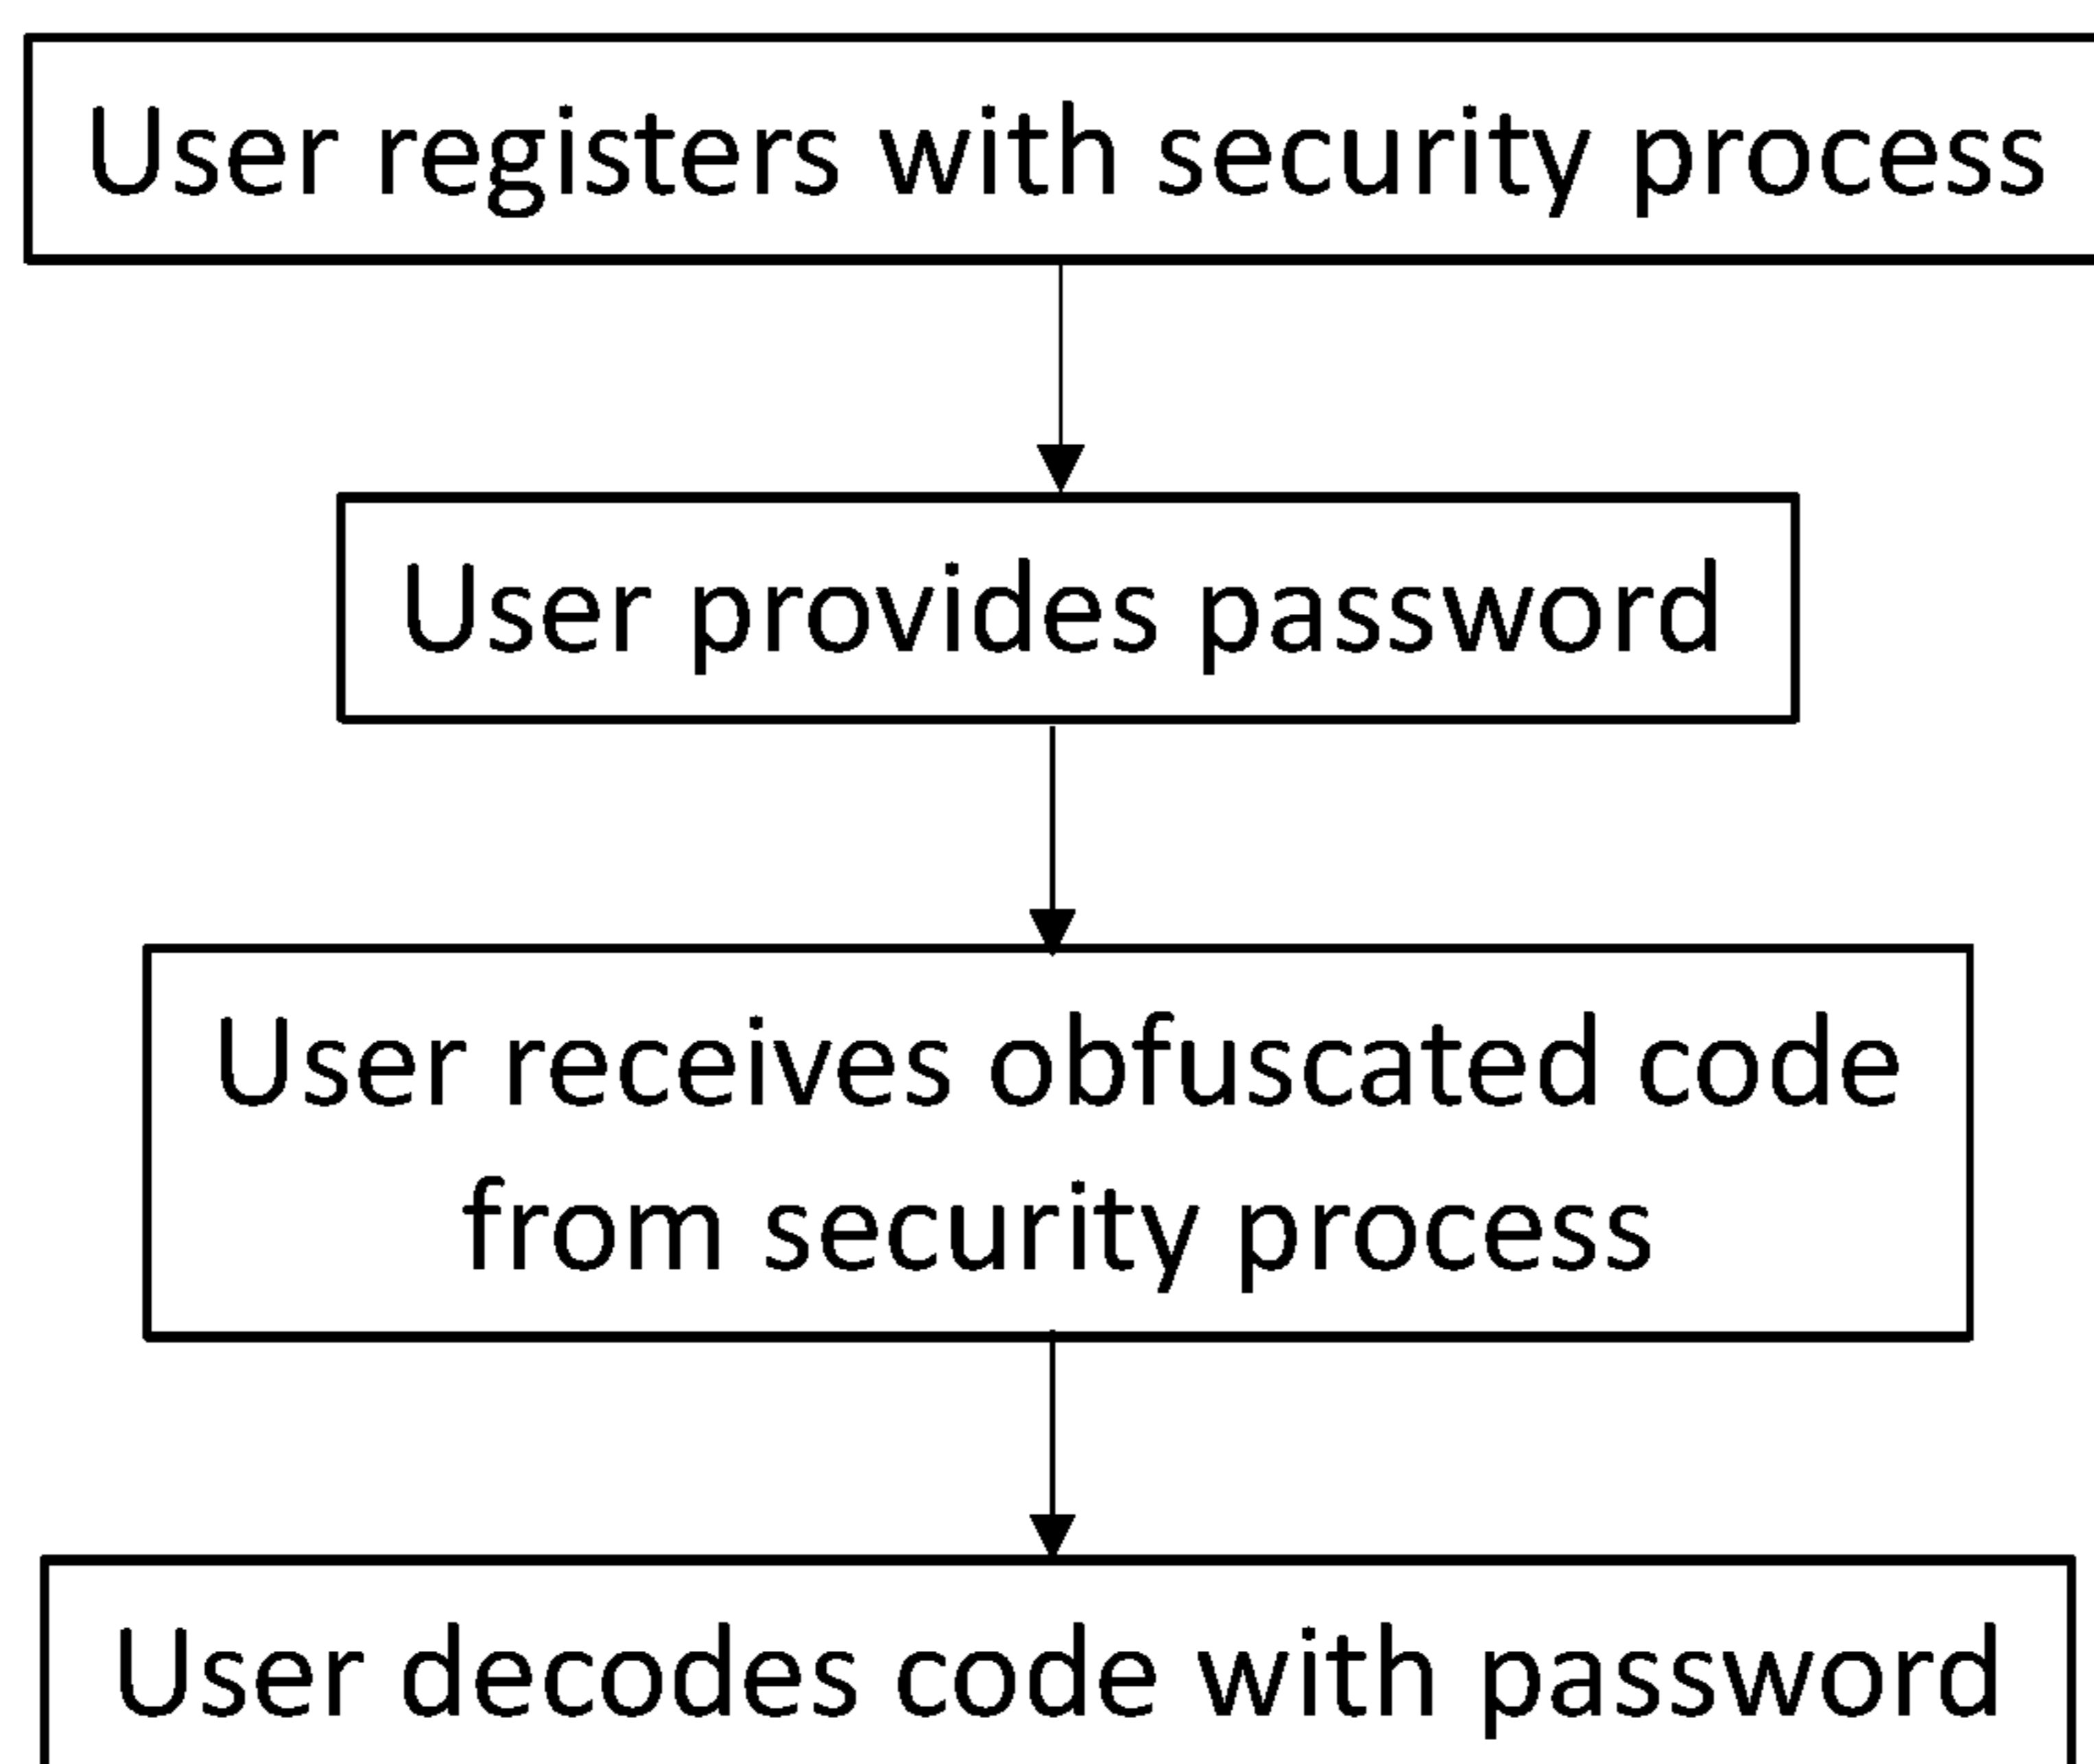 User registers with security process
User provides password
User receives obfuscated code
from security process
User decodes code with password